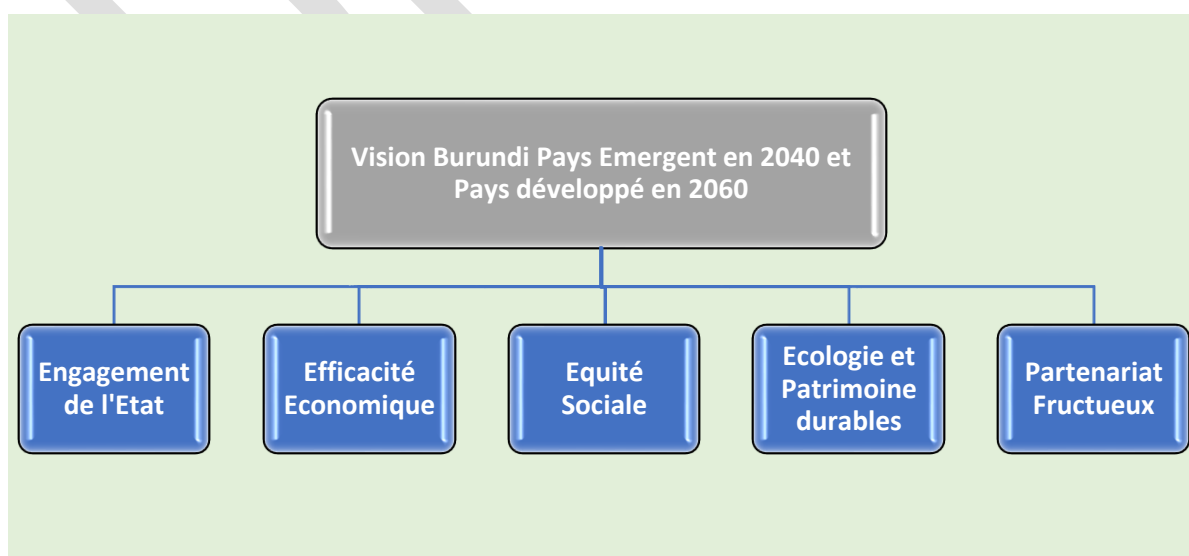 Vision Burundi Pays Emergent en 2040 et
Pays développé en 2060
Engagement
de l'Etat
Efficacité
Economique
Equité
Sociale
Ecologie et
Patrimoine
durables
Partenariat
Fructueux